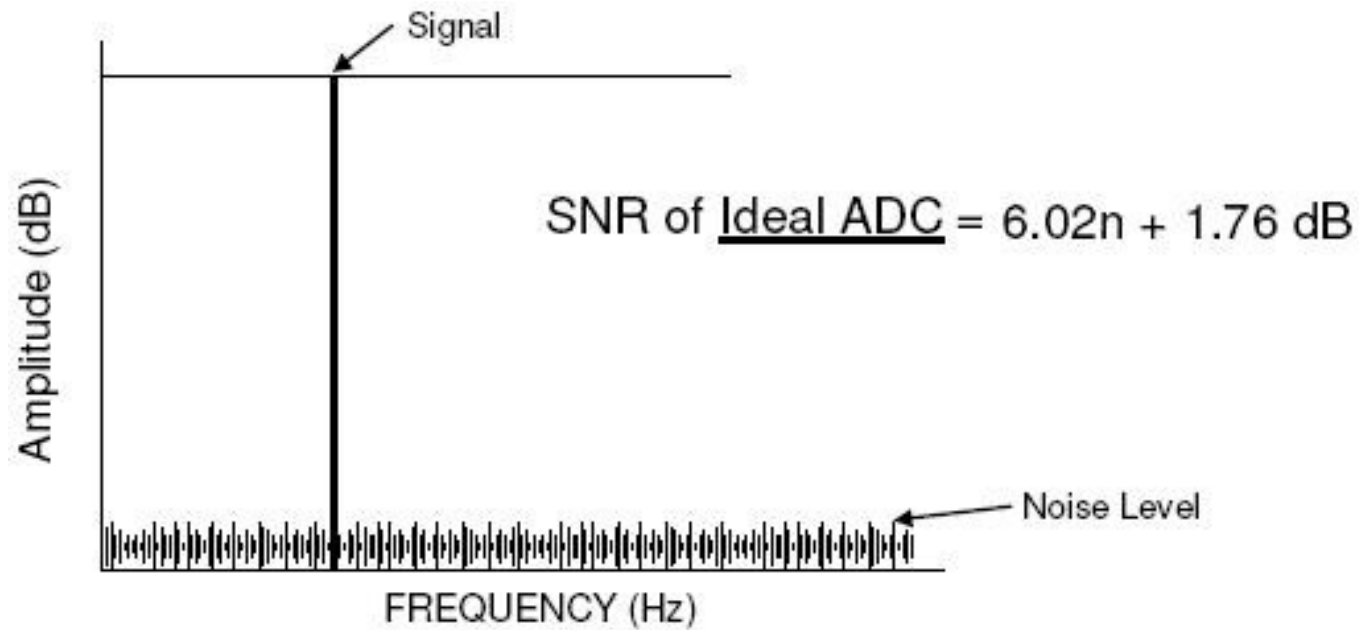 Signal
Amplitude (dB)
SNR of Ideal ADC = 6.02n + 1.76 dB
Noise Level
FREQUENCY (Hz)